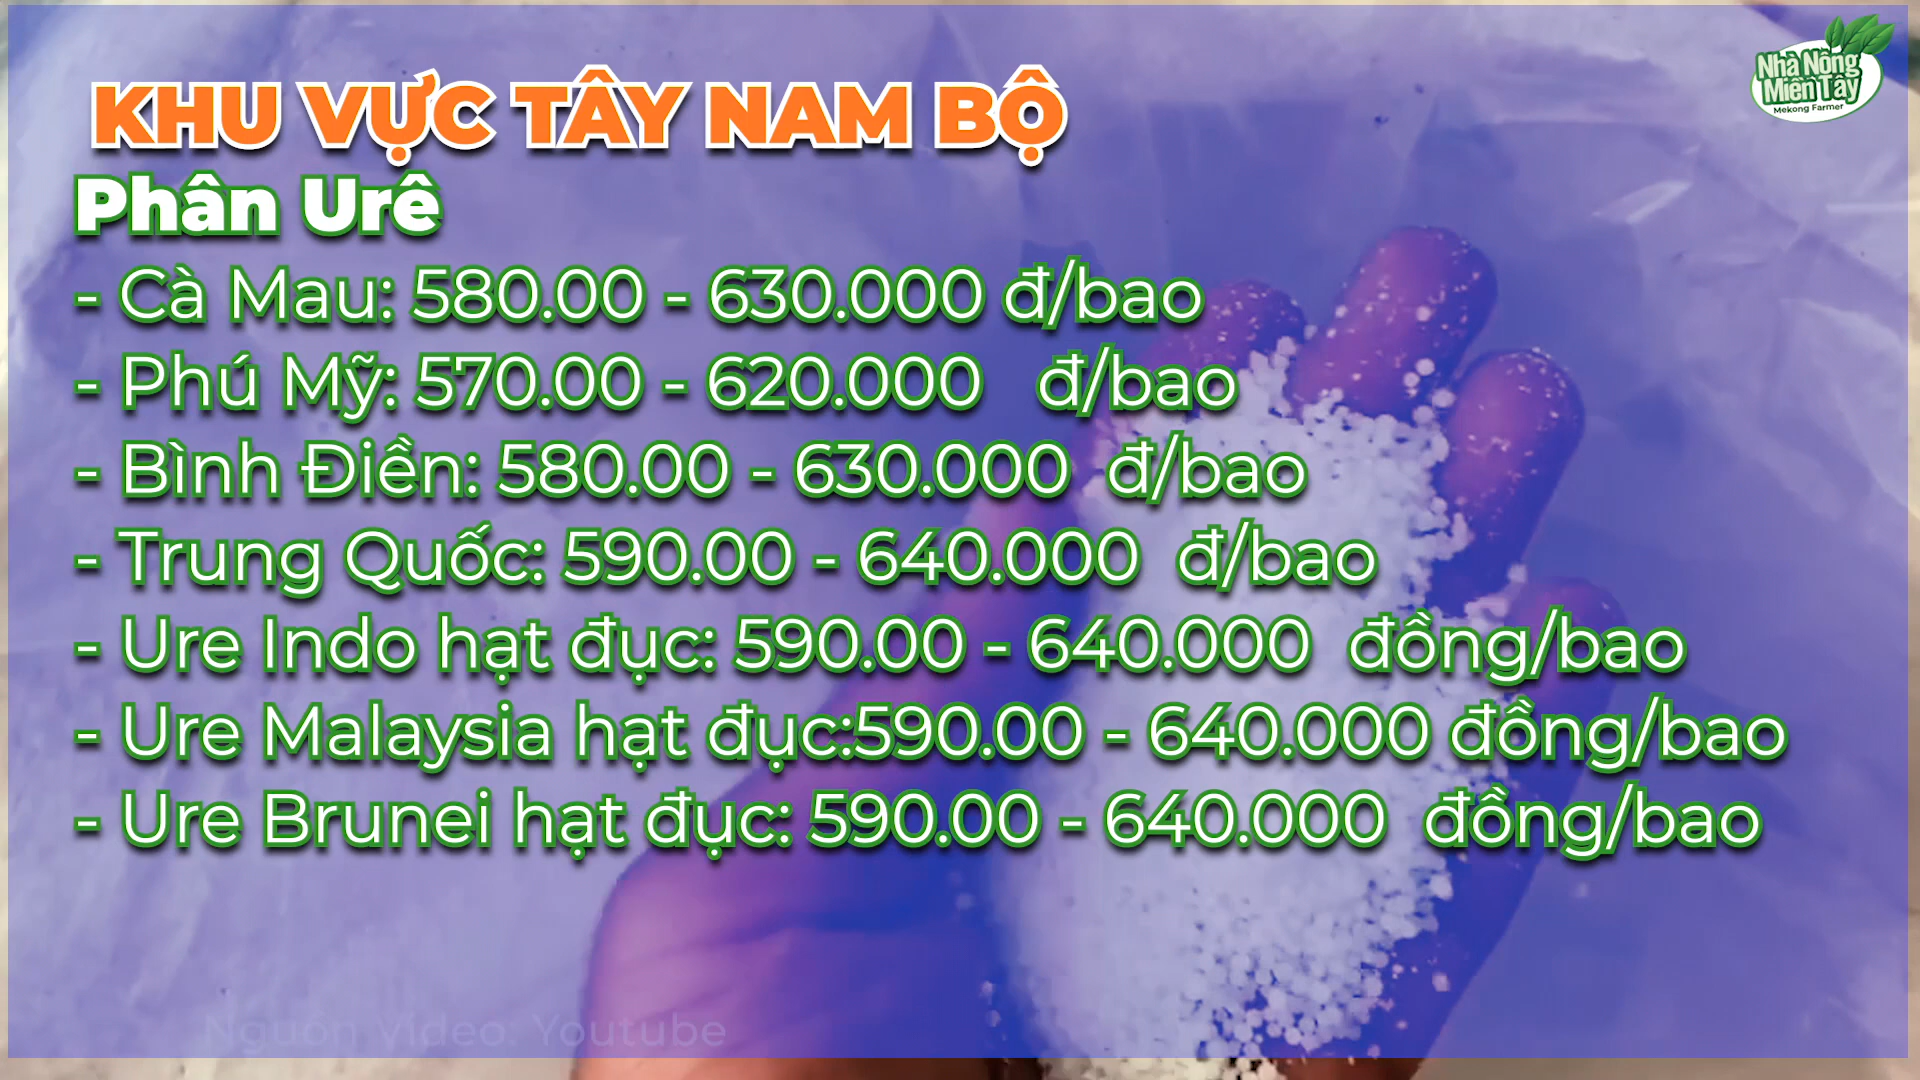 Nhà Nông
Miền Tây
Mekong Farmer
KHU VỰC TÂY NAM BỘ
Phân Urê
- Cà Mau: 580.00 - 630.000 đ/bao
- Phú Mỹ: 570.00 - 620.000 đ/bao
- Bình Điền: 580.00 - 630.000 đ/bao
- Trung Quốc: 590.00 - 640.000 đ/bao
- Ure Indo hạt đục: 590.00 - 640.000 đồng/bao
- Ure Malaysia hạt đục:590.00 - 640.000 đồng/bao
- Ure Brunei hạt đục: 590.00 - 640.000 đồng/bao
Nguồn Video: Youtube